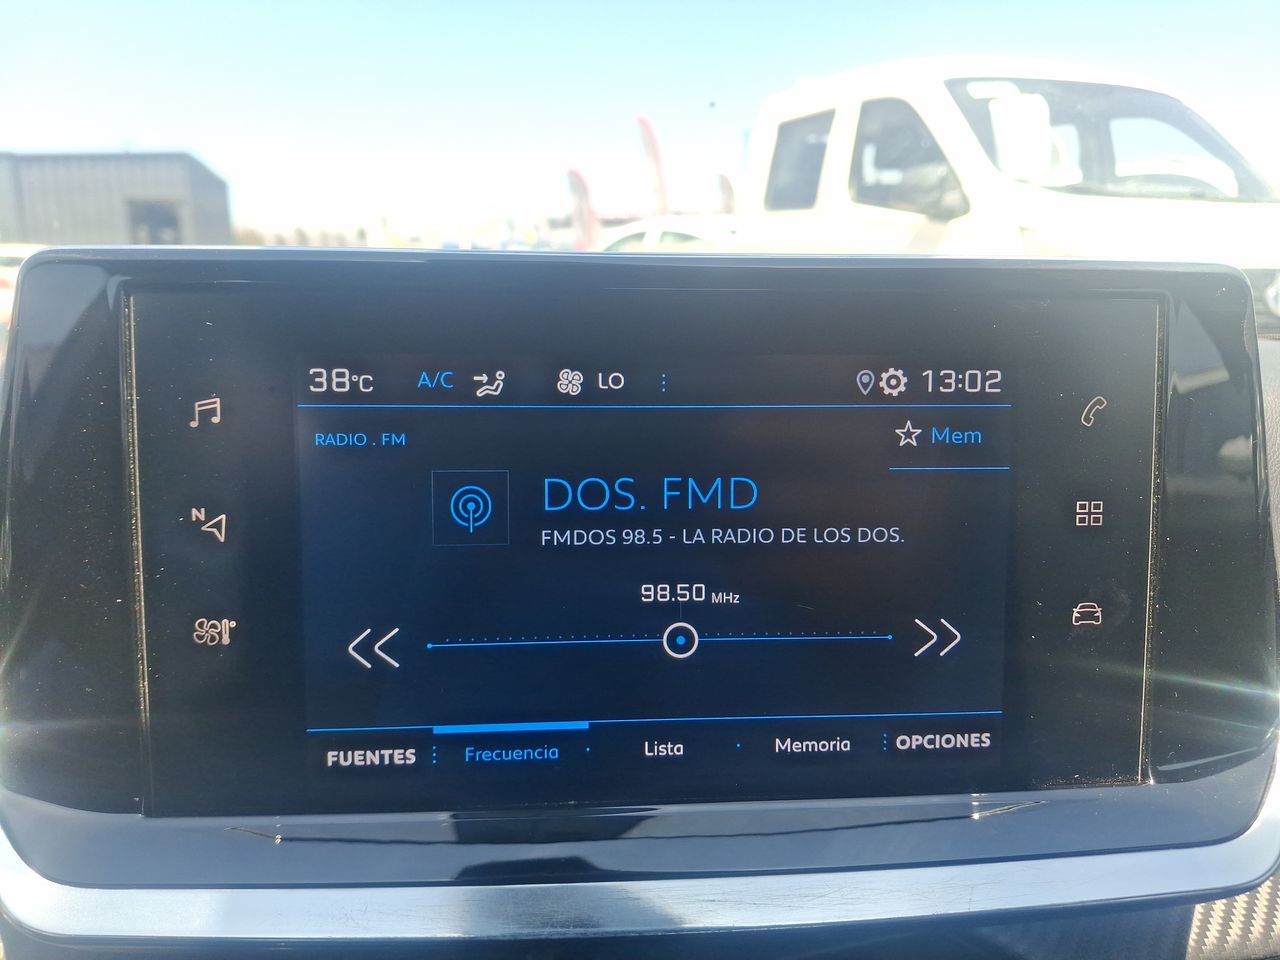 38°C A/C LO 13:02
RADIO . FM
Mem
DOS. FMD
FMDOS 98.5 - LA RADIO DE LOS DOS.
98.50 MHz
N
FUENTES Frecuencia Lista Memoria OPCIONES